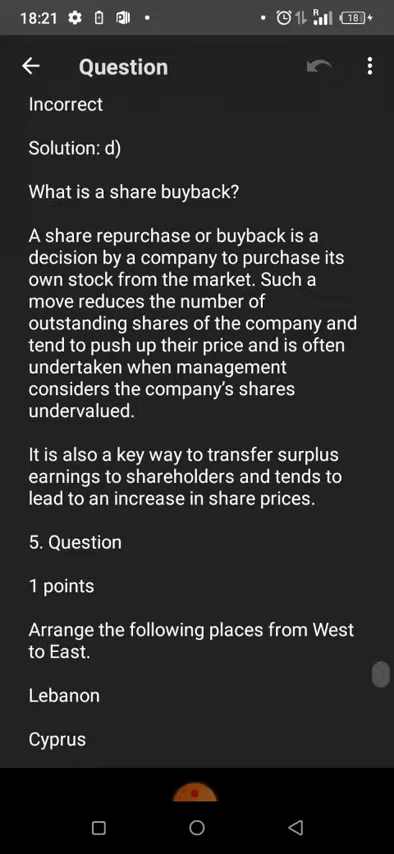 18:21
R
18
Question
Incorrect
Solution: d)
What is a share buyback?
A share repurchase or buyback is a
decision by a company to purchase its
own stock from the market. Such a
move reduces the number of
outstanding shares of the company and
tend to push up their price and is often
undertaken when management
considers the company’s shares
undervalued.
It is also a key way to transfer surplus
earnings to shareholders and tends to
lead to an increase in share prices.
5. Question
1 points
Arrange the following places from West
to East.
Lebanon
Cyprus